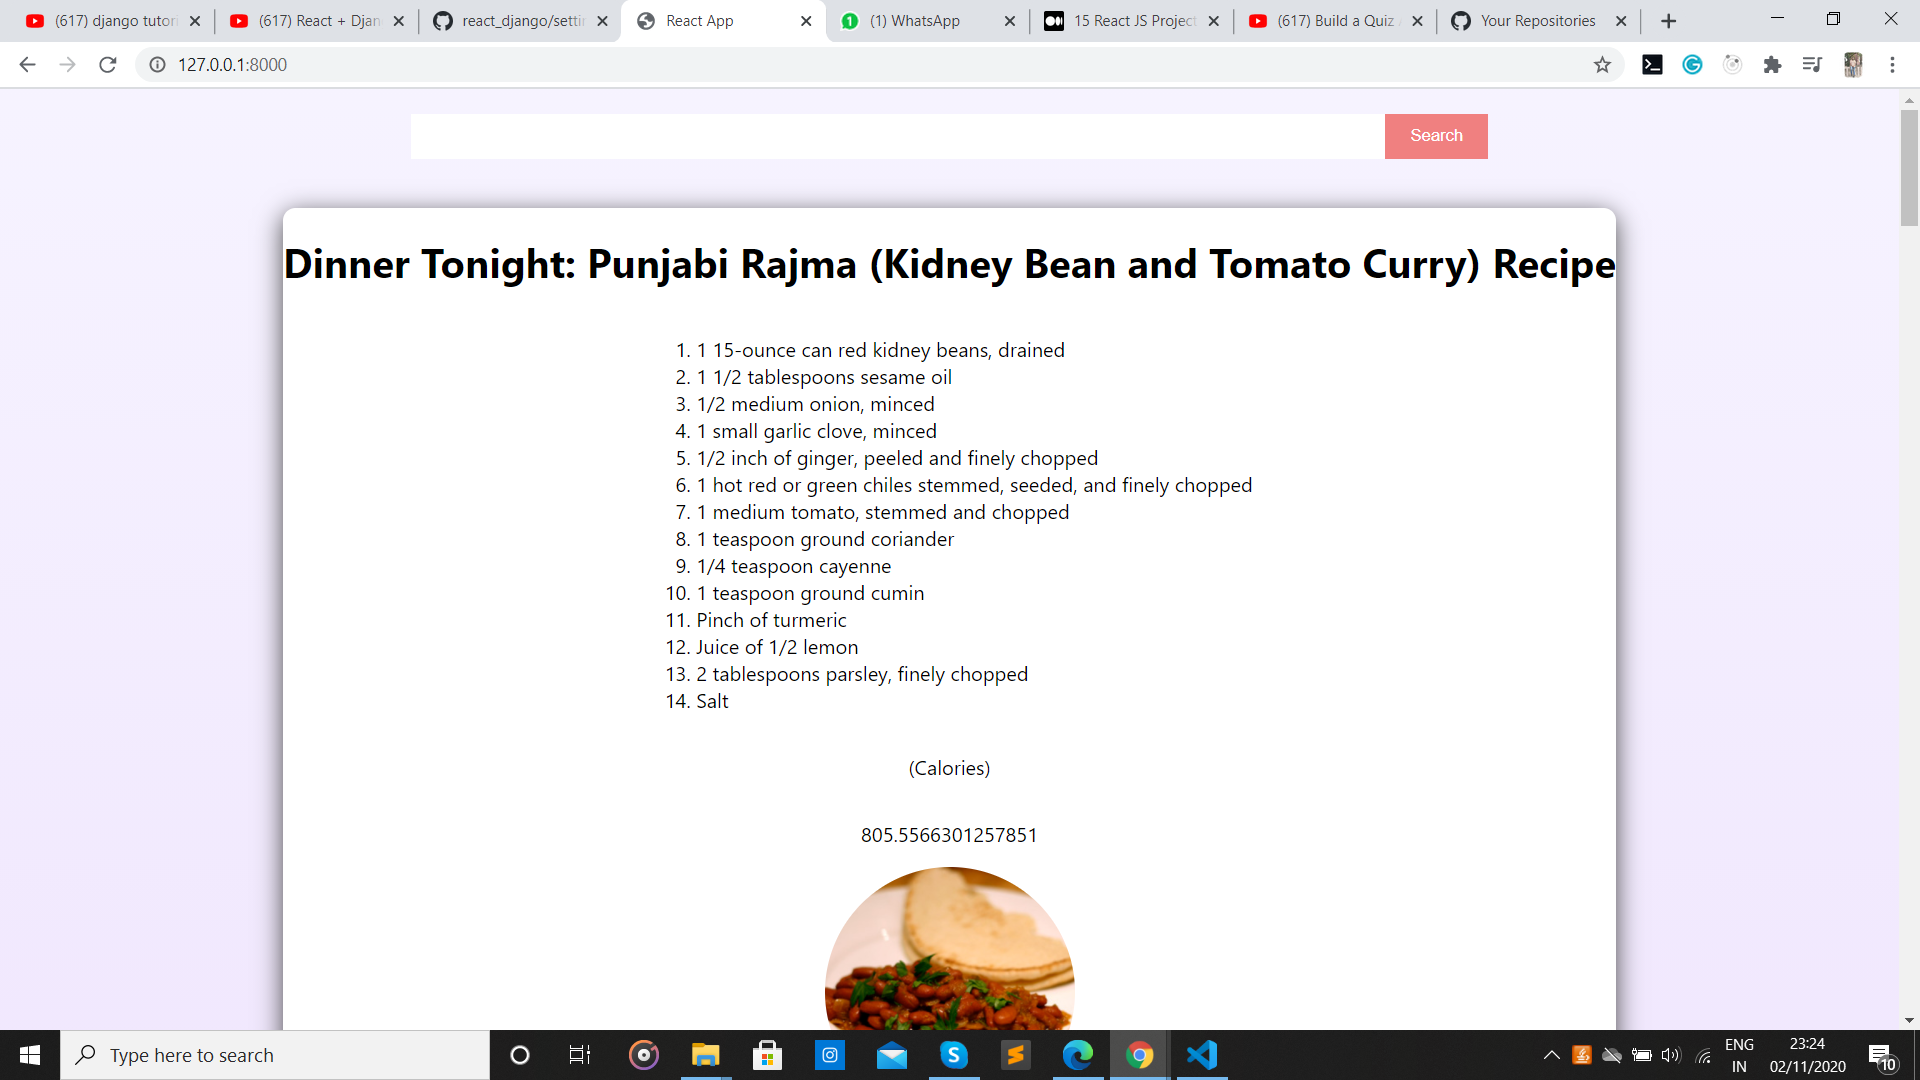 (617) django tutori
(617) React + Djan
react_django/settin
React App
(1) WhatsApp
15 React JS Project
(617) Build a Quiz A
Your Repositories
127.0.0.1:8000
Search
Dinner Tonight: Punjabi Rajma (Kidney Bean and Tomato Curry) Recipe
1. 1 15-ounce can red kidney beans, drained
2. 1 1/2 tablespoons sesame oil
3. 1/2 medium onion, minced
4. 1 small garlic clove, minced
5. 1/2 inch of ginger, peeled and finely chopped
6. 1 hot red or green chiles stemmed, seeded, and finely chopped
7. 1 medium tomato, stemmed and chopped
8. 1 teaspoon ground coriander
9. 1/4 teaspoon cayenne
10. 1 teaspoon ground cumin
11. Pinch of turmeric
12. Juice of 1/2 lemon
13. 2 tablespoons parsley, finely chopped
14. Salt
(Calories)
805.5566301257851
Type here to search
ENG
IN
23:24
02/11/2020
10